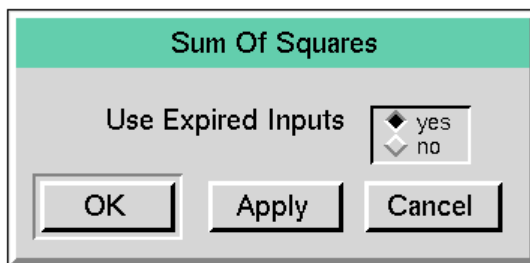 Sum Of Squares
Use Expired Inputs
yes
no
OK Apply Cancel